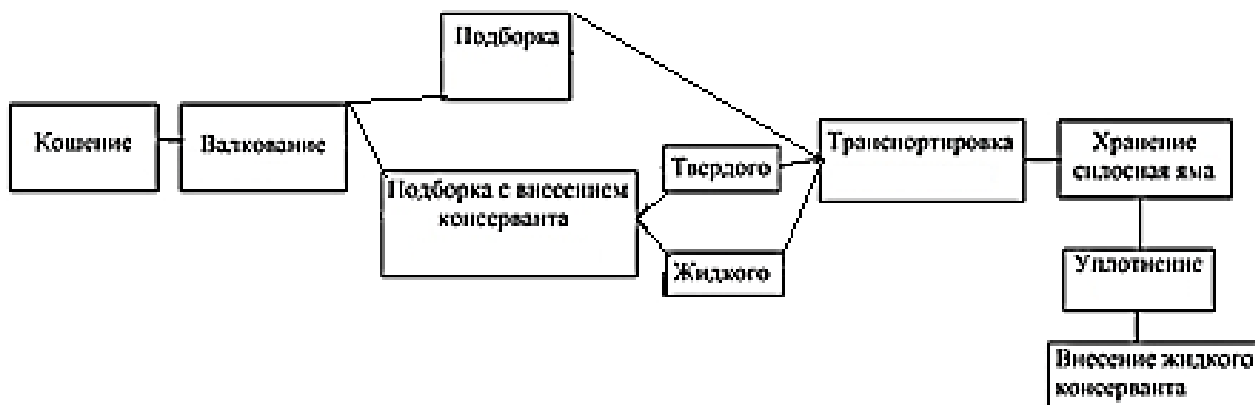 Подборка
Кошение
Валкование
Подборка с внесением
консерванта
Твердого
Жидкого
Транспортировка
Хранение
силосная яма
Уплотнение
Внесение жидкого
консерванта